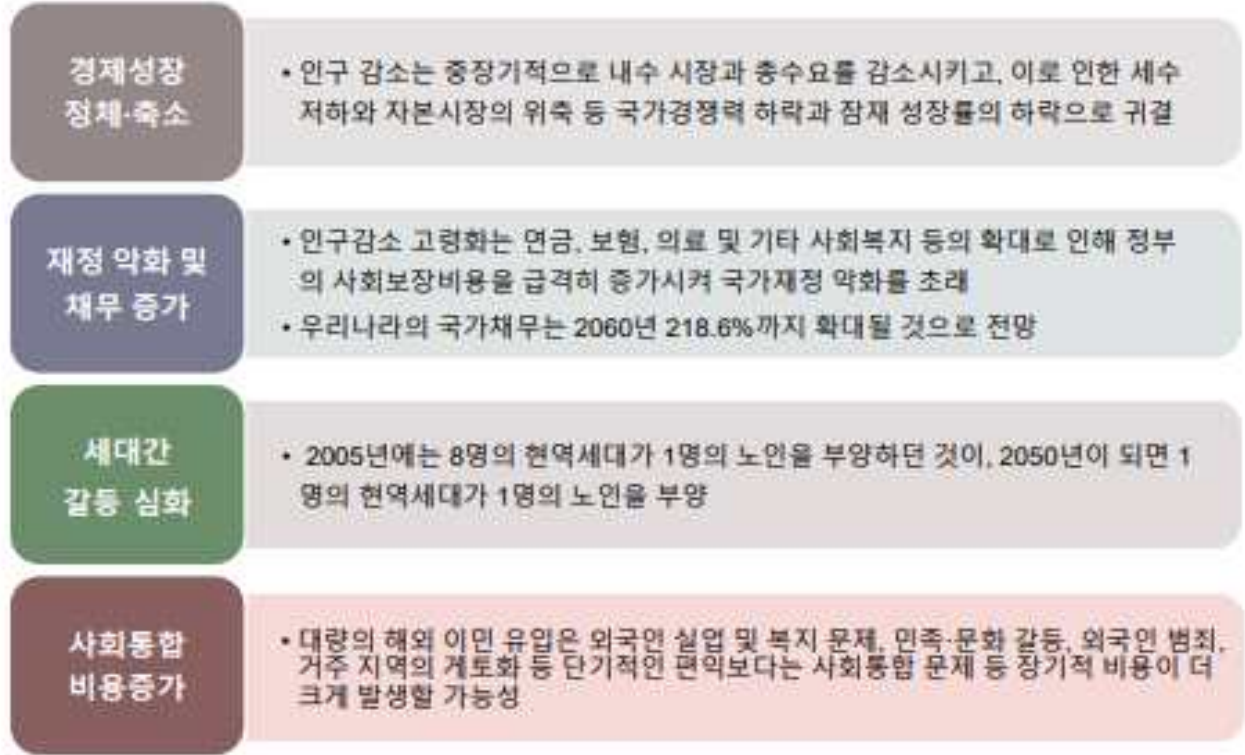 경제성장
정체·축소
• 인구 감소는 중장기적으로 내수 시장과 총수요를 감소시키고, 이로 인한 세수
저하와 자본시장의 위축 등 국가경쟁력 하락과 잠재 성장률의 하락으로 귀결
재정 악화 및
채무 증가
• 인구감소 고령화는 연금, 보험, 의료 및 기타 사회복지 등의 확대로 인해 정부
의 사회보장비용을 급격히 증가시켜 국가재정 악화를 초래
• 우리나라의 국가채무는 2060년 218.6%까지 확대될 것으로 전망
세대간
갈등 심화
• 2005년에는 8명의 현역세대가 1명의 노인을 부양하던 것이, 2050년이 되면 1
명의 현역세대가 1명의 노인을 부양
사회통합
비용증가
• 대량의 해외 이민 유입은 외국인 실업 및 복지 문제, 민족·문화 갈등, 외국인 범죄,
거주 지역의 게토화 등 단기적인 편익보다는 사회통합 문제 등 장기적 비용이 더
크게 발생할 가능성